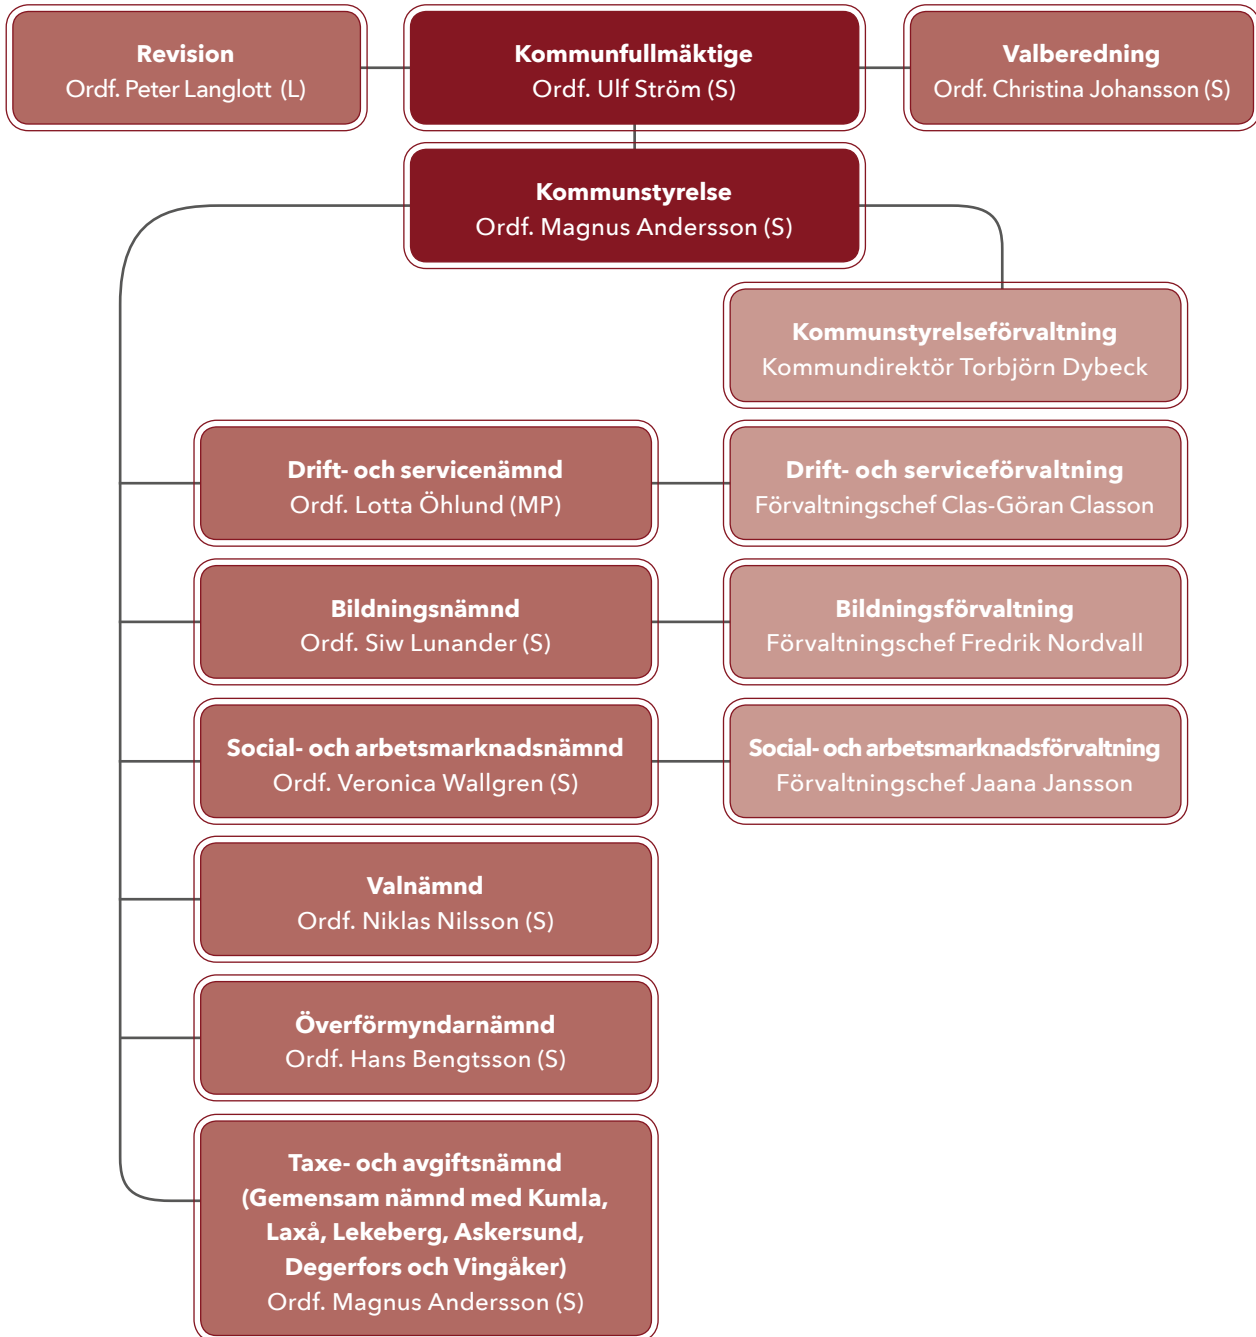 Revision
Ordf. Peter Langlott (L)
Kommunfullmäktige
Ordf. Ulf Ström (S)
Valberedning
Ordf. Christina Johansson (S)
Kommunstyrelse
Ordf. Magnus Andersson (S)
Kommunstyrelseförvaltning
Kommundirektör Torbjörn Dybeck
Drift- och servicenämnd
Ordf. Lotta Öhlund (MP)
Drift- och serviceförvaltning
Förvaltningschef Clas-Göran Classon
Bildningsnämnd
Ordf. Siw Lunander (S)
Bildningsförvaltning
Förvaltningschef Fredrik Nordvall
Social- och arbetsmarknadsnämnd
Ordf. Veronica Wallgren (S)
Social- och arbetsmarknadsförvaltning
Förvaltningschef Jaana Jansson
Valnämnd
Ordf. Niklas Nilsson (S)
Överförmyndarnämnd
Ordf. Hans Bengtsson (S)
Taxe- och avgiftsnämnd
(Gemensam nämnd med Kumla,
Laxå, Lekeberg, Askersund,
Degerfors och Vingåker)
Ordf. Magnus Andersson (S)